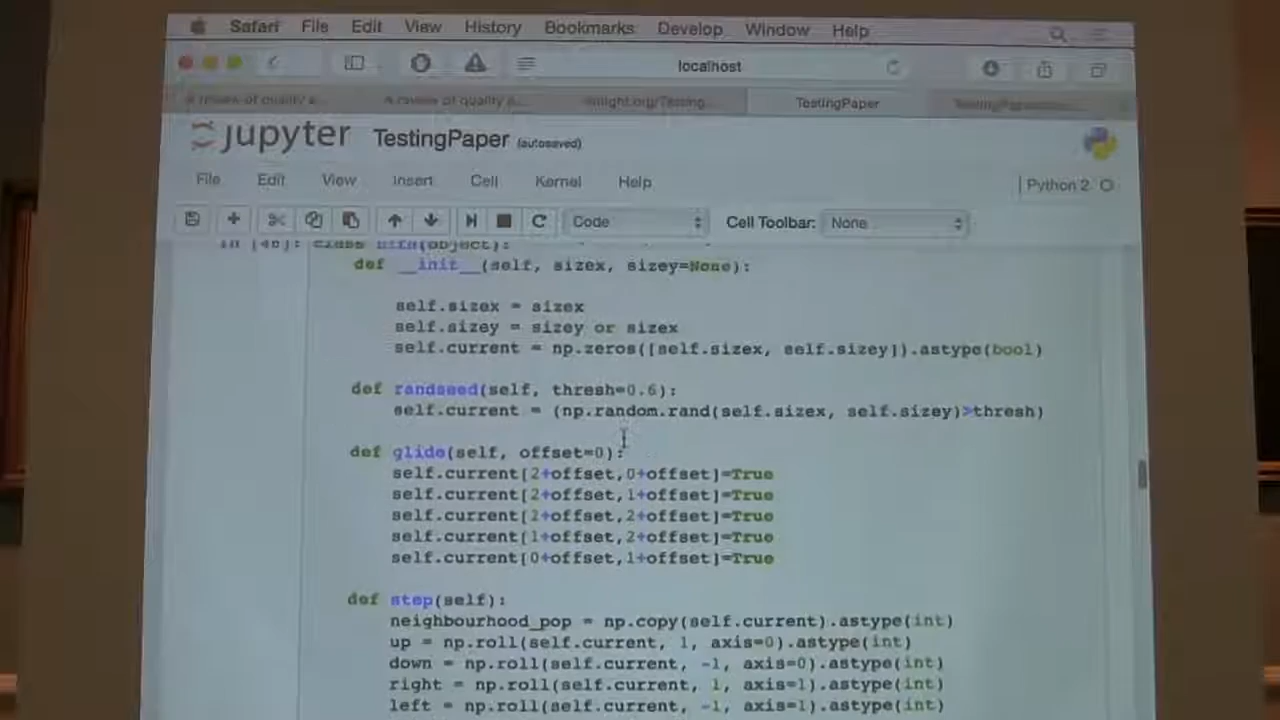 Safari File Edit View History Bookmarks Develop Window Help
localhost
A review of quality a... A review of quality a... TestingPaper
jupyter TestingPaper (autosaved)
File Edit View Insert Cell Kernel Help Python 2
Code Cell Toolbar: None
class (object):
def __init__(self, sizex, sizey=None):
self.sizex = sizex
self.sizey = sizey or sizex
self.current = np.zeros([self.sizex, self.sizey]).astype(bool)
def randseed(self, thresh=0.6):
self.current = (np.random.rand(self.sizex, self.sizey)>thresh)
def glide(self, offset=0):
self.current[2+offset,0+offset]=True
self.current[2+offset,1+offset]=True
self.current[2+offset,2+offset]=True
self.current[1+offset,2+offset]=True
self.current[0+offset,1+offset]=True
def step(self):
neighbourhood_pop = np.copy(self.current).astype(int)
up = np.roll(self.current, 1, axis=0).astype(int)
down = np.roll(self.current, -1, axis=0).astype(int)
right = np.roll(self.current, 1, axis=1).astype(int)
left = np.roll(self.current, -1, axis=1).astype(int)